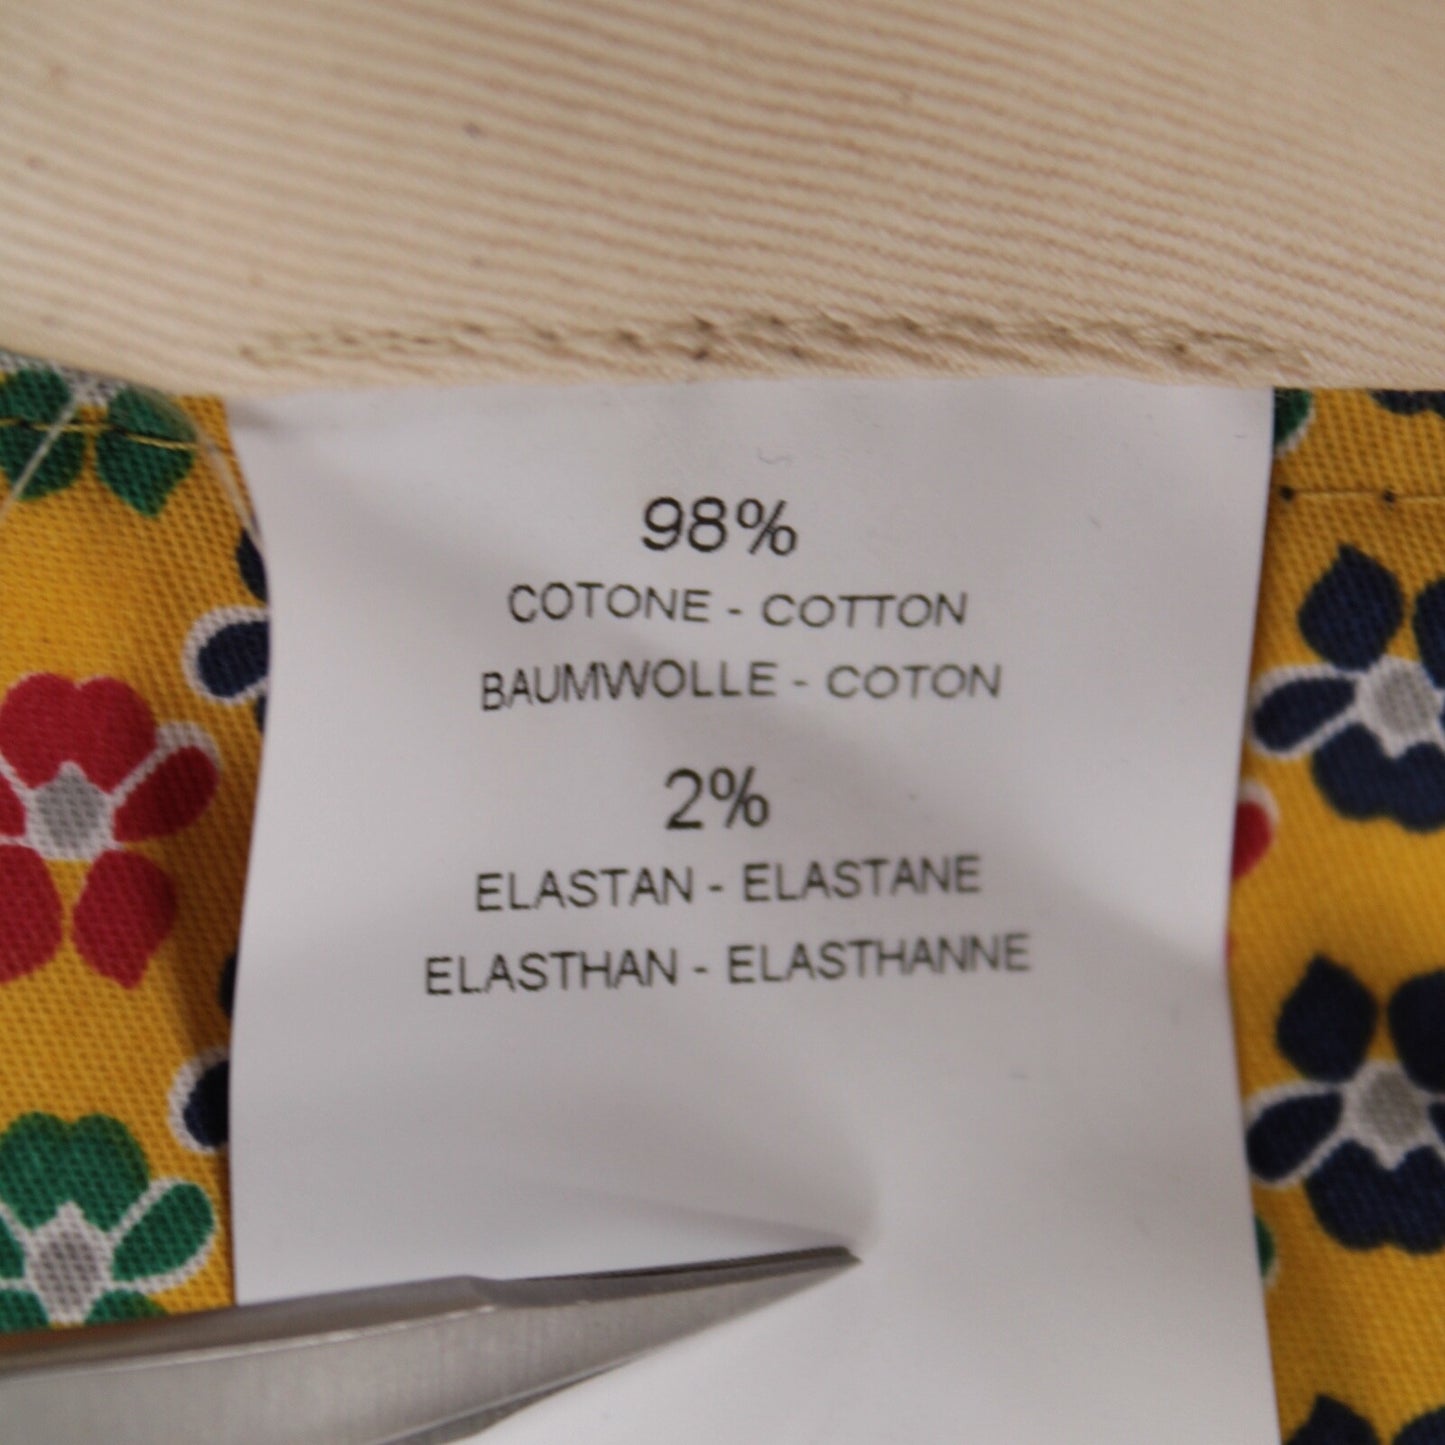 98%
COTONE - COTTON
BAUMWOLLE - COTON
2%
ELASTAN - ELASTANE
ELASTHAN - ELASTHANNE